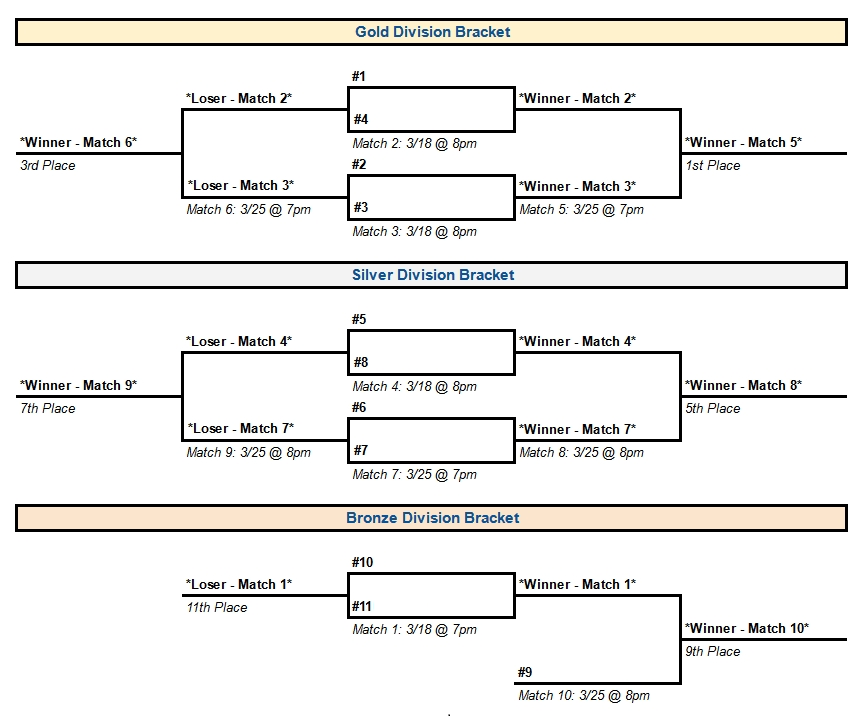 Gold Division Bracket
#1
*Loser - Match 2*
*Winner - Match 2*
#4
*Winner - Match 6*
Match 2: 3/18 @ 8pm
*Winner - Match 5*
3rd Place
#2
1st Place
*Loser - Match 3*
*Winner - Match 3*
Match 6: 3/25 @ 7pm
#3
Match 5: 3/25 @ 7pm
Match 3: 3/18 @ 8pm
Silver Division Bracket
#5
*Loser - Match 4*
*Winner - Match 4*
#8
*Winner - Match 9*
Match 4: 3/18 @ 8pm
*Winner - Match 8*
7th Place
#6
5th Place
*Loser - Match 7*
*Winner - Match 7*
Match 9: 3/25 @ 8pm
#7
Match 8: 3/25 @ 8pm
Match 7: 3/25 @ 7pm
Bronze Division Bracket
#10
*Loser - Match 1*
*Winner - Match 1*
11th Place
#11
Match 1: 3/18 @ 7pm
*Winner - Match 10*
9th Place
#9
Match 10: 3/25 @ 8pm
.